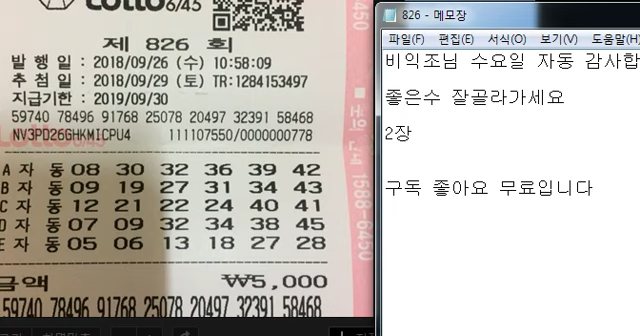 Lotto 6/45
제 826 회
발 행 일 : 2018/09/26 (수) 10:58:09
추 첨 일 : 2018/09/29 (토) TR:1284153497
지급기한 : 2019/09/30
59740 78496 91768 25078 20497 32391 58468
NV3PD26GHKMICPU4 111107550/0000000778
A 자 동 08 30 32 36 39 42
B 자 동 09 19 27 31 34 43
C 자 동 12 21 22 24 40 41
D 자 동 07 09 32 34 38 45
E 자 동 05 06 13 18 27 28
금액 ₩5,000
59740 78496 91768 25078 20497 32391 58468
1588-6450
826 - 메모장
파일(F) 편집(E) 서식(O) 보기(V) 도움말(H)
비익조님 수요일 자동 감사합
좋은수 잘골라가세요
2장
구독 좋아요 무료입니다